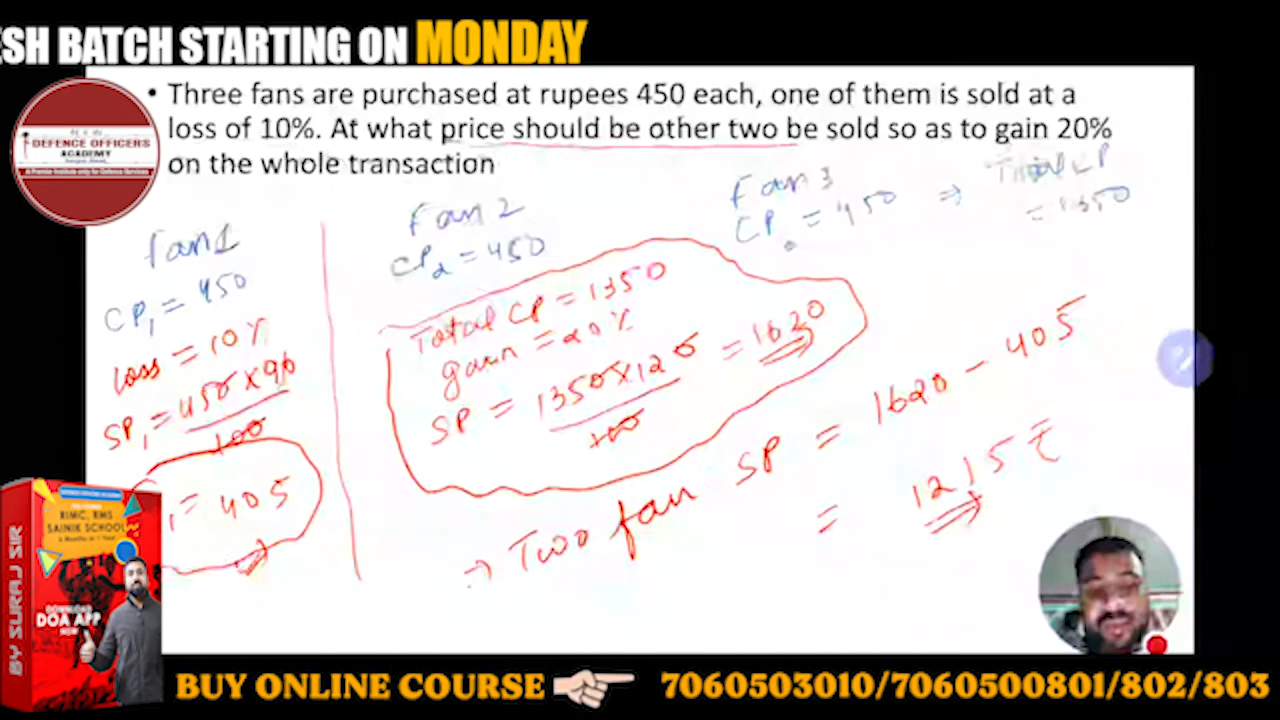 ESH BATCH STARTING ON MONDAY
• Three fans are purchased at rupees 450 each, one of them is sold at a
loss of 10%. At what price should be other two be sold so as to gain 20%
on the whole transaction
DEFENCE OFFICERS
ACADEMY
fan 1
CP₁ = 450
loss = 10%
SP₁ = 450×90
100
₁ = 405
fan 2
CP₂ = 450
fan 3
CP = 450 ⇒ Total CP
= 1350
Total CP = 1350
gain = 20%
SP = 1350×120 = 1620
100
⇒ Two fan SP = 1620 - 405
= 1215 ₹
BY SURAJ SIR
RIMC, RMS
SAINIK SCHOOL
DOWNLOAD
DOA APP
NOW
BUY ONLINE COURSE 7060503010/7060500801/802/803